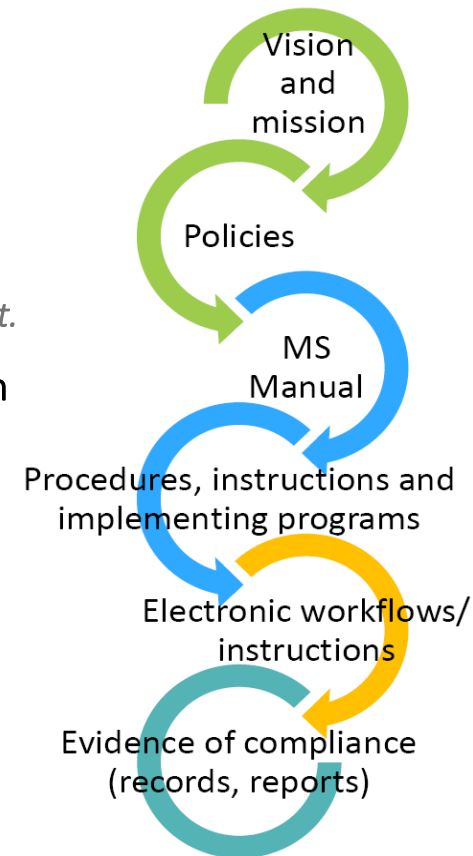 Vision
and
mission
Policies
t.
MS
n
Manual
Procedures, instructions and
implementing programs
Electronic workflows/
instructions
Evidence of compliance
(records, reports)